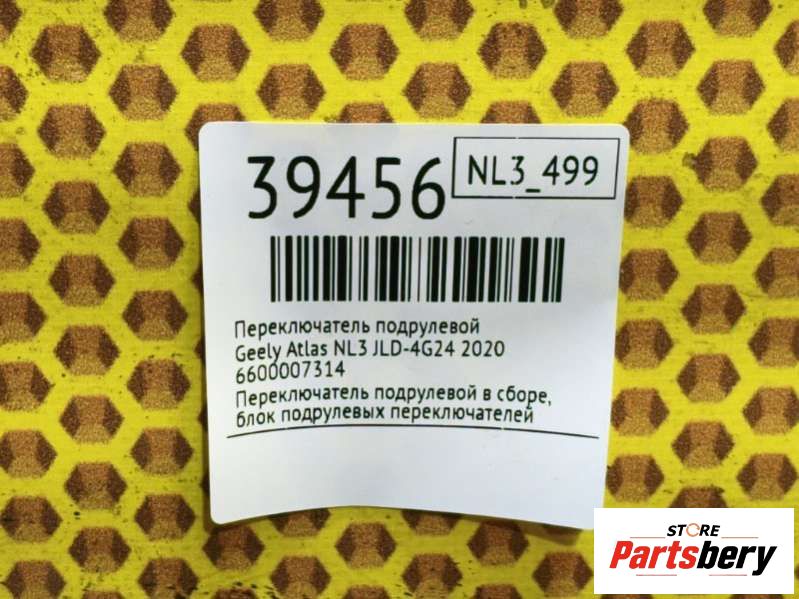 39456
NL3_499
Переключатель подрулевой
Geely Atlas NL3 JLD-4G24 2020
6600007314
Переключатель подрулевой в сборе,
блок подрулевых переключателей
STORE
Partsbery